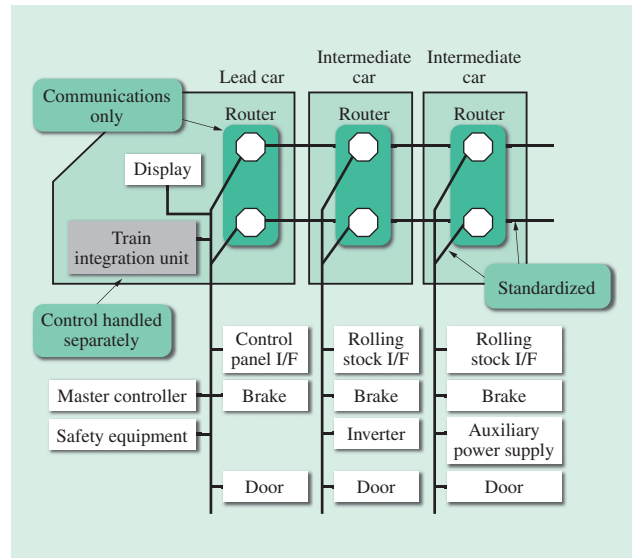 Lead car
Intermediate
car
Intermediate
car
Communications
only
Router
Router
Router
Display
Train
integration unit
Control handled
separately
Standardized
Control
panel I/F
Rolling
stock I/F
Rolling
stock I/F
Master controller
Brake
Brake
Brake
Safety equipment
Inverter
Auxiliary
power supply
Door
Door
Door